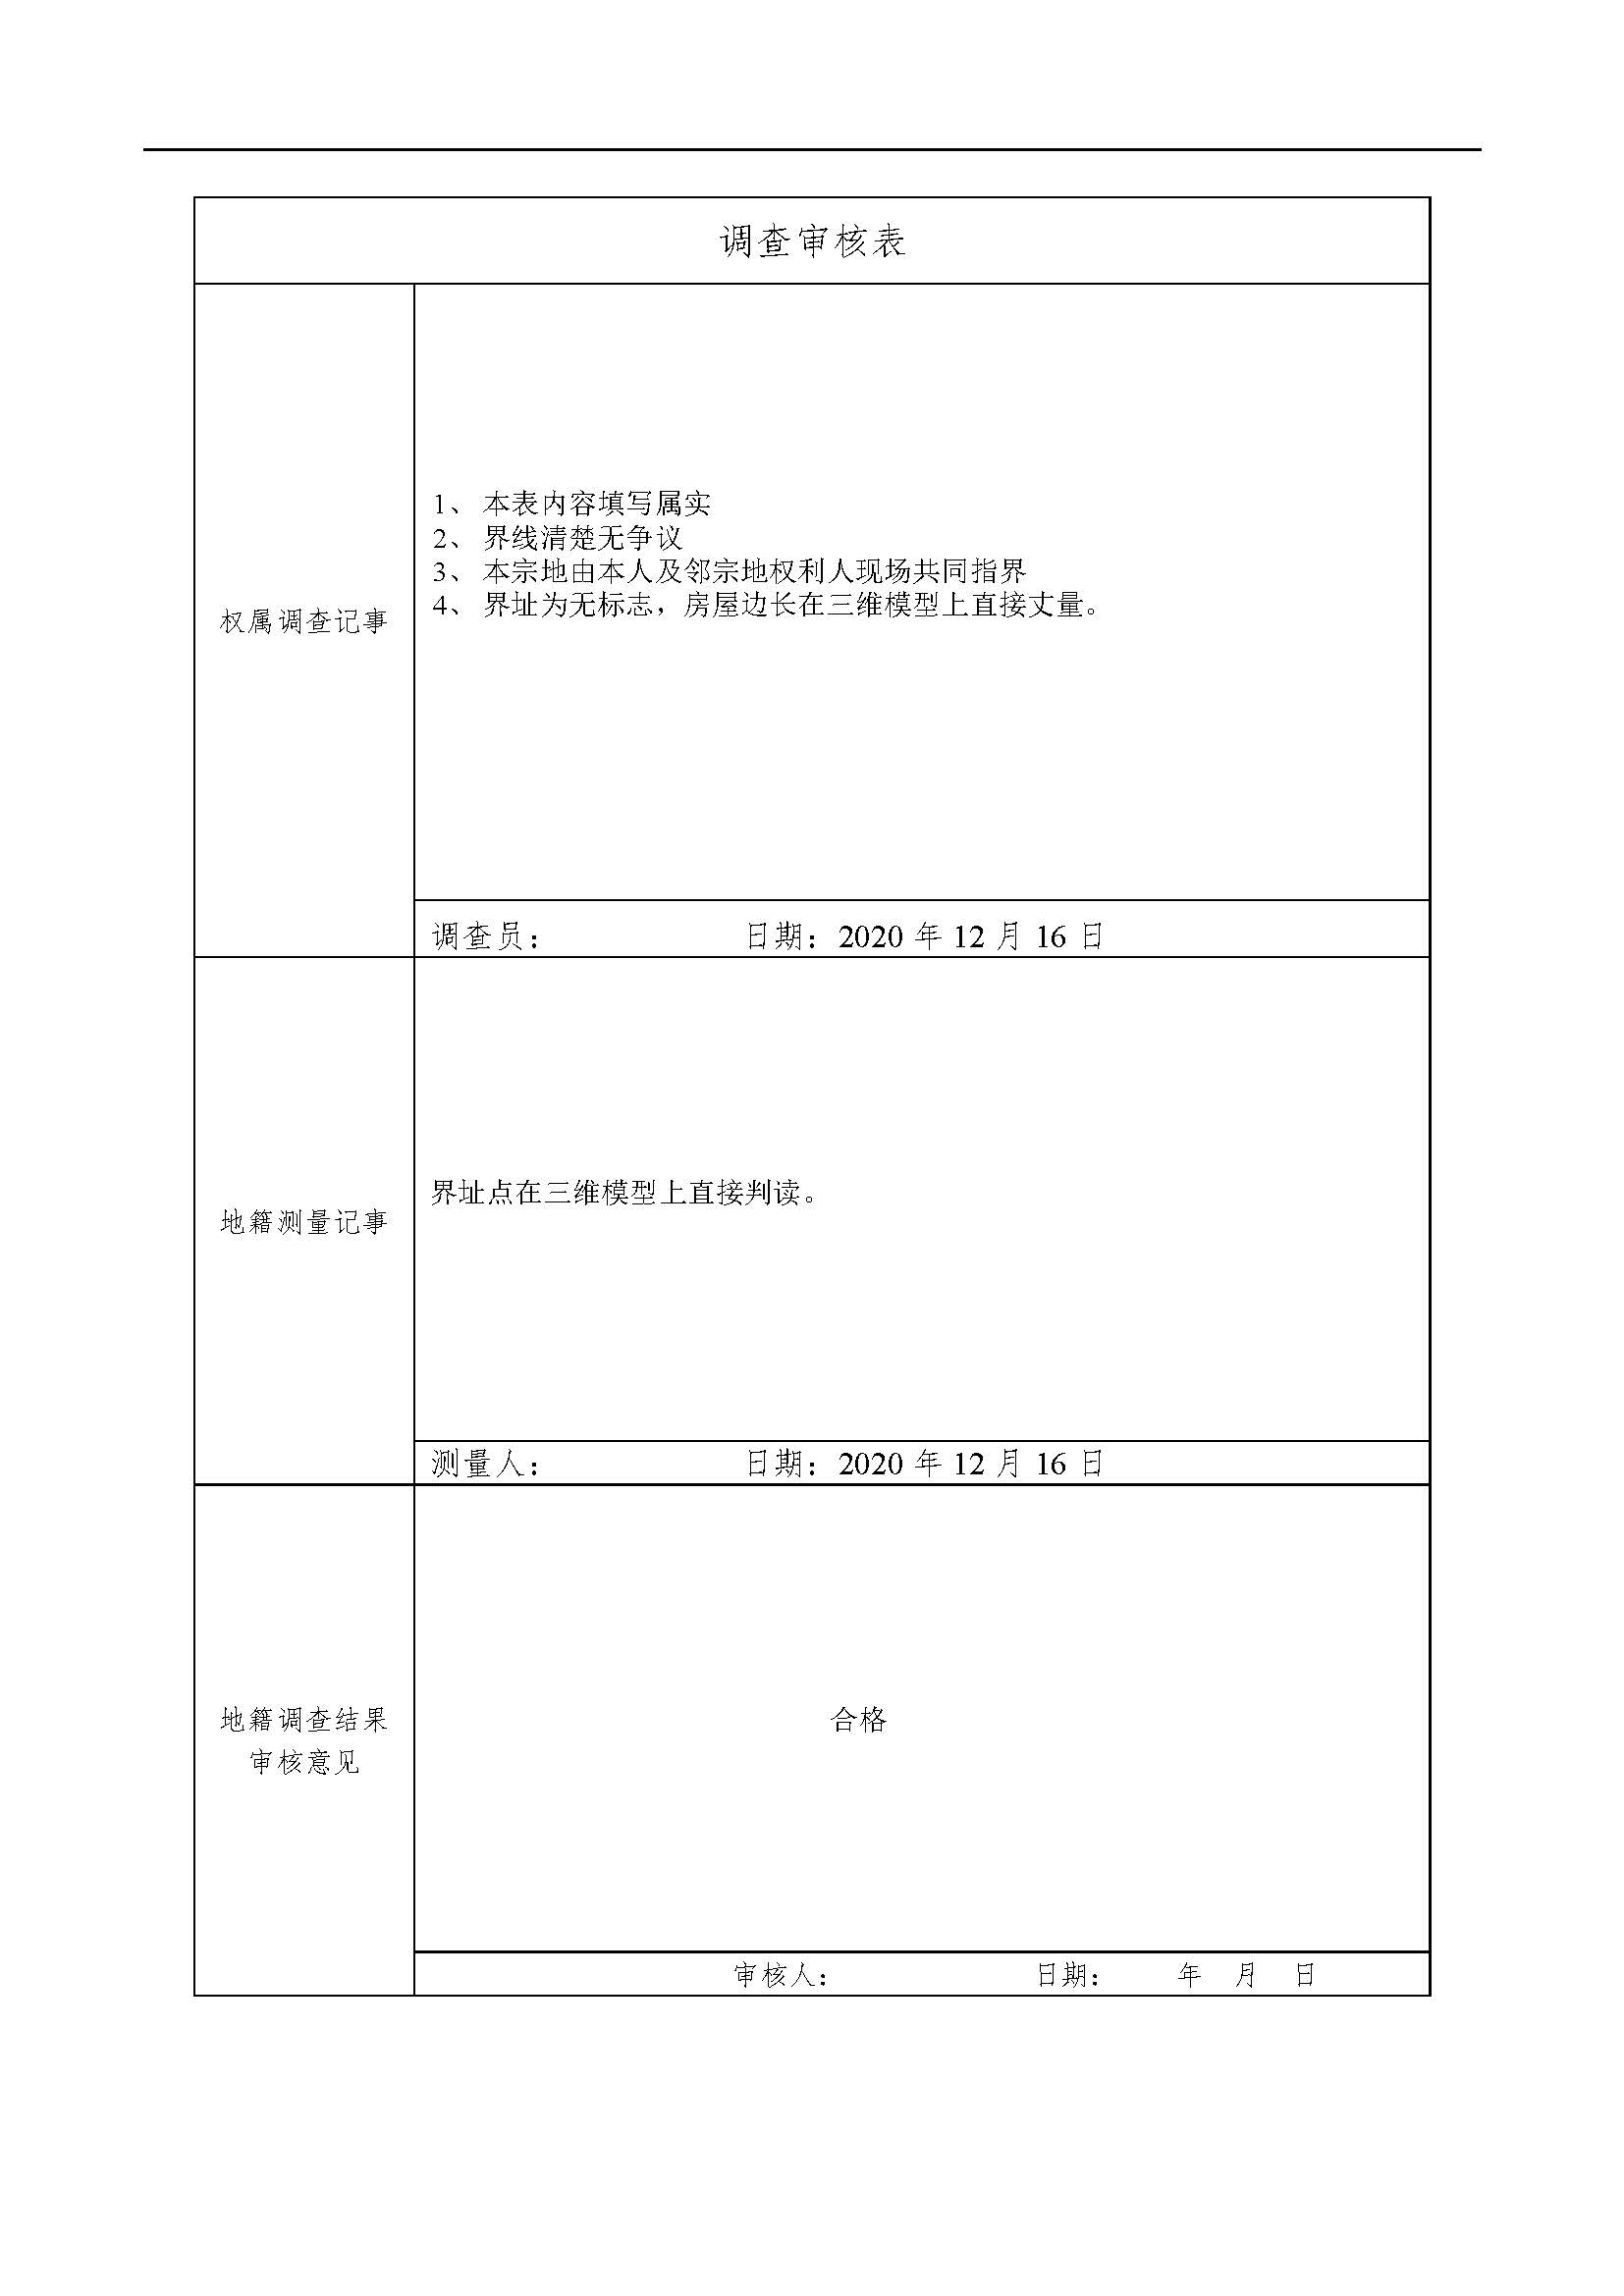 调查审核表
1、 本表内容填写属实
2、 界线清楚无争议
3、 本宗地由本人及邻宗地权利人现场共同指界
4、 界址为无标志，房屋边长在三维模型上直接丈量。
权属调查记事
调查员： 日期：2020 年 12 月 16 日
界址点在三维模型上直接判读。
地籍测量记事
测量人： 日期：2020 年 12 月 16 日
合格
地籍调查结果
审核意见
审核人： 日期： 年 月 日